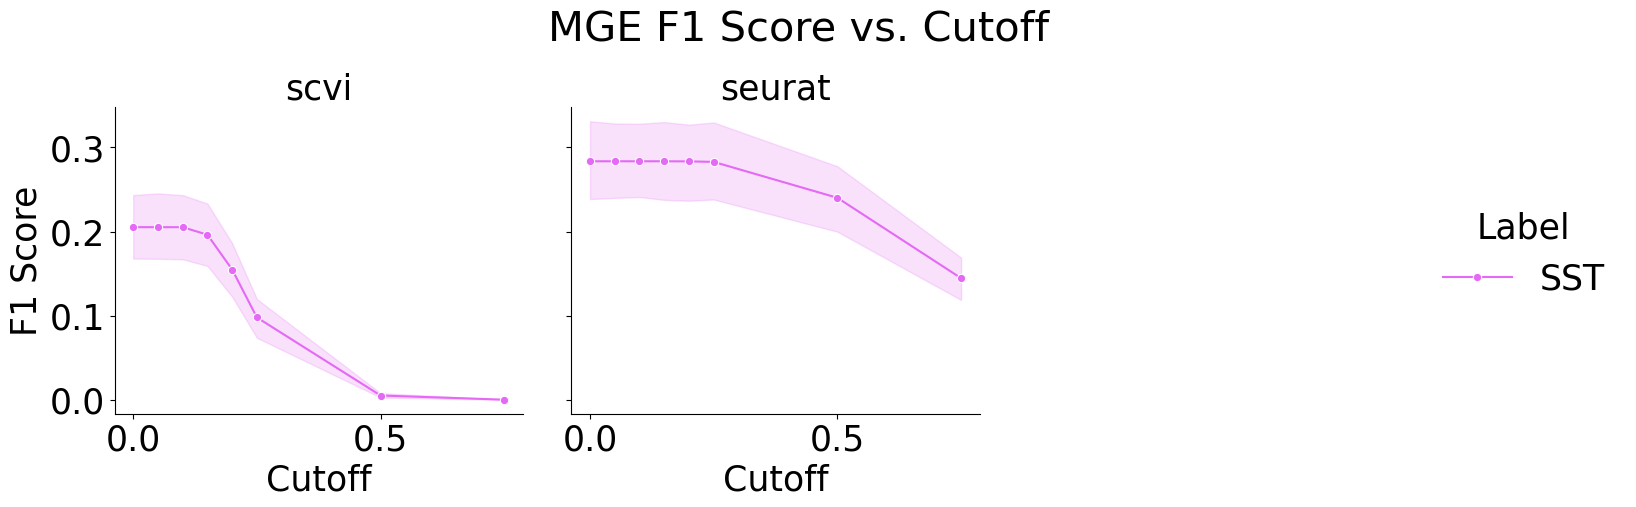 MGE F1 Score vs. Cutoff
scvi
seurat
F1 Score
0.3
0.2
0.1
0.0
0.0 0.5
0.0 0.5
Cutoff
Cutoff
Label
SST